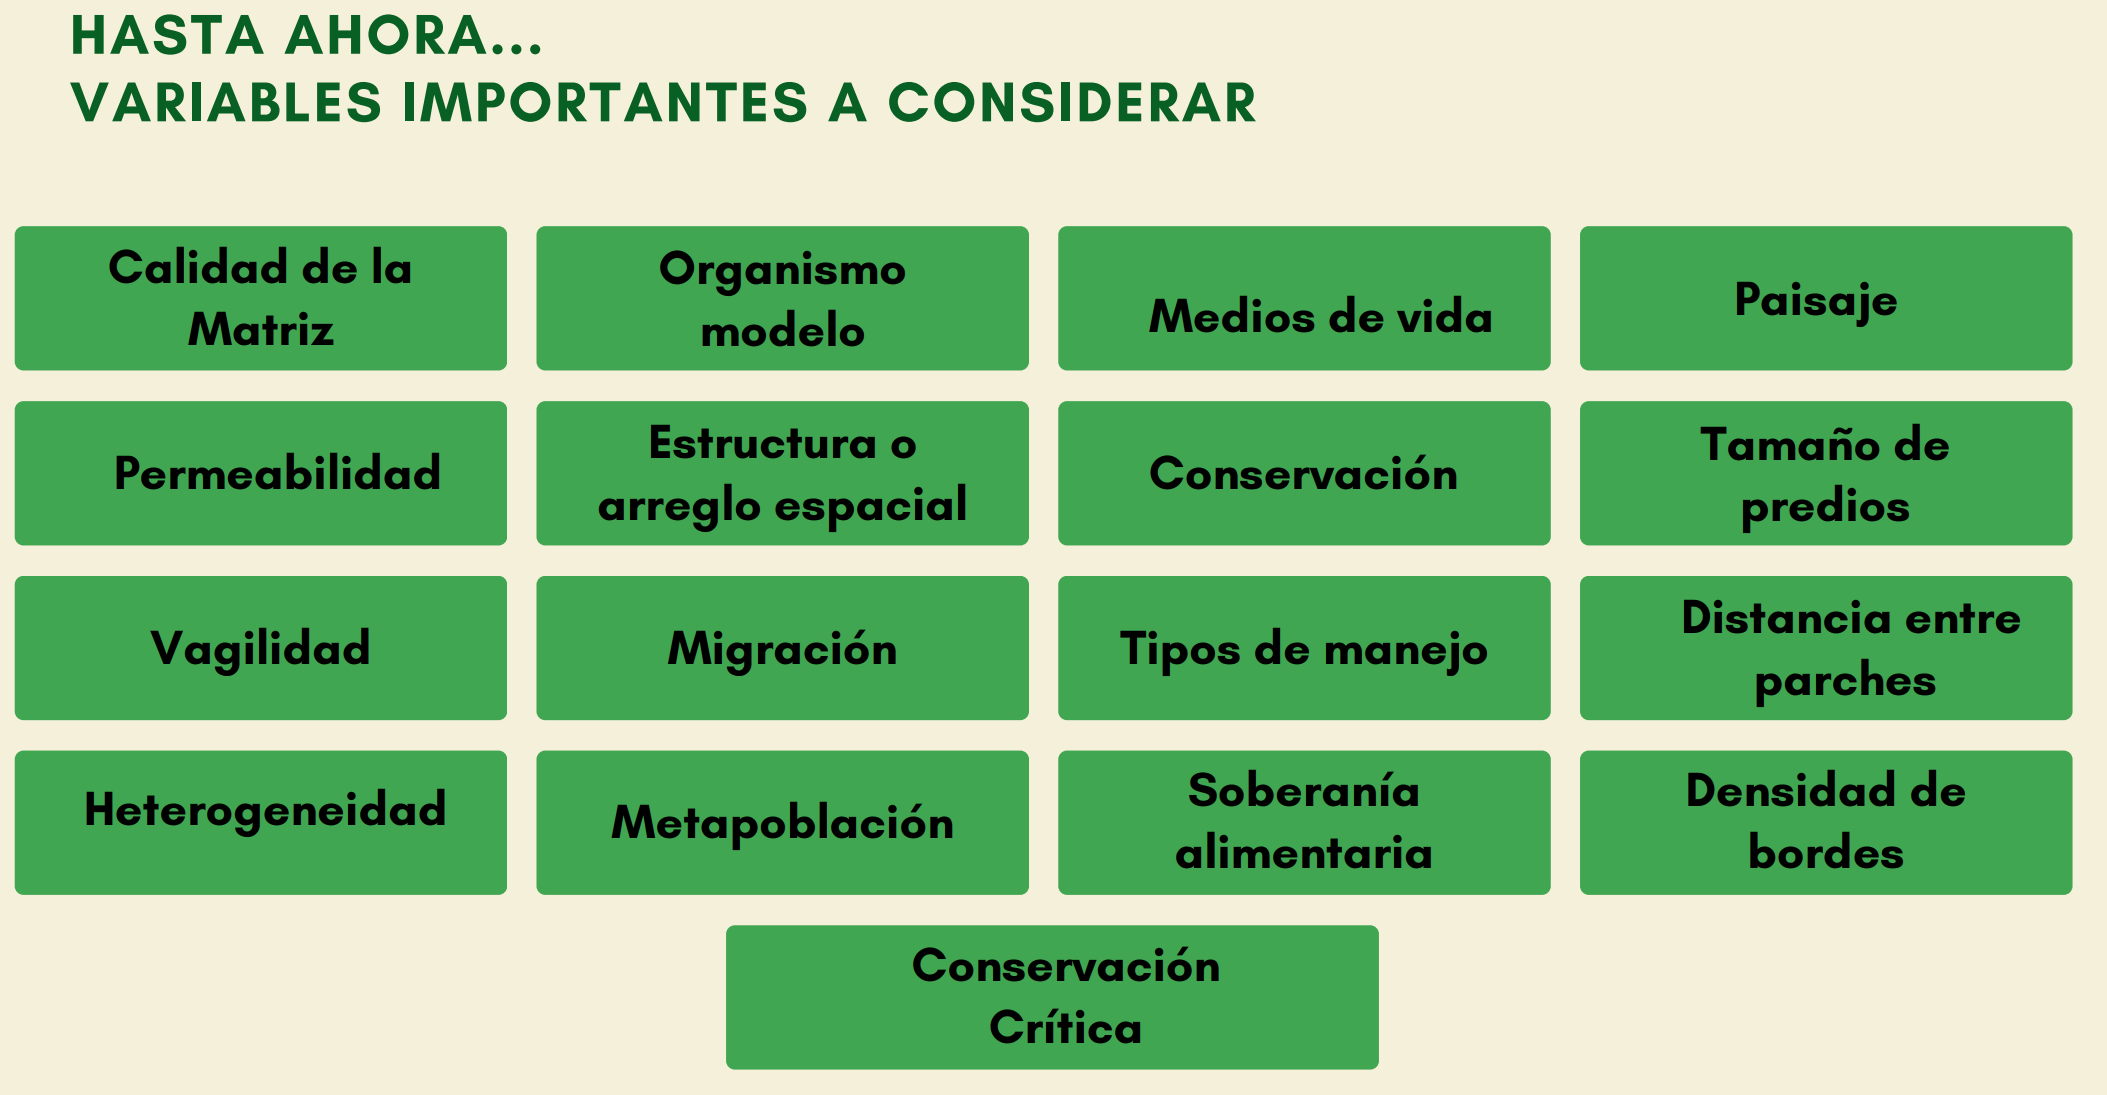 HASTA AHORA...
VARIABLES IMPORTANTES A CONSIDERAR
Calidad de la
Matriz
Organismo
modelo
Medios de vida
Paisaje
Permeabilidad
Estructura o
arreglo espacial
Conservación
Tamaño de
predios
Vagilidad
Migración
Tipos de manejo
Distancia entre
parches
Heterogeneidad
Metapoblación
Soberanía
alimentaria
Densidad de
bordes
Conservación
Crítica